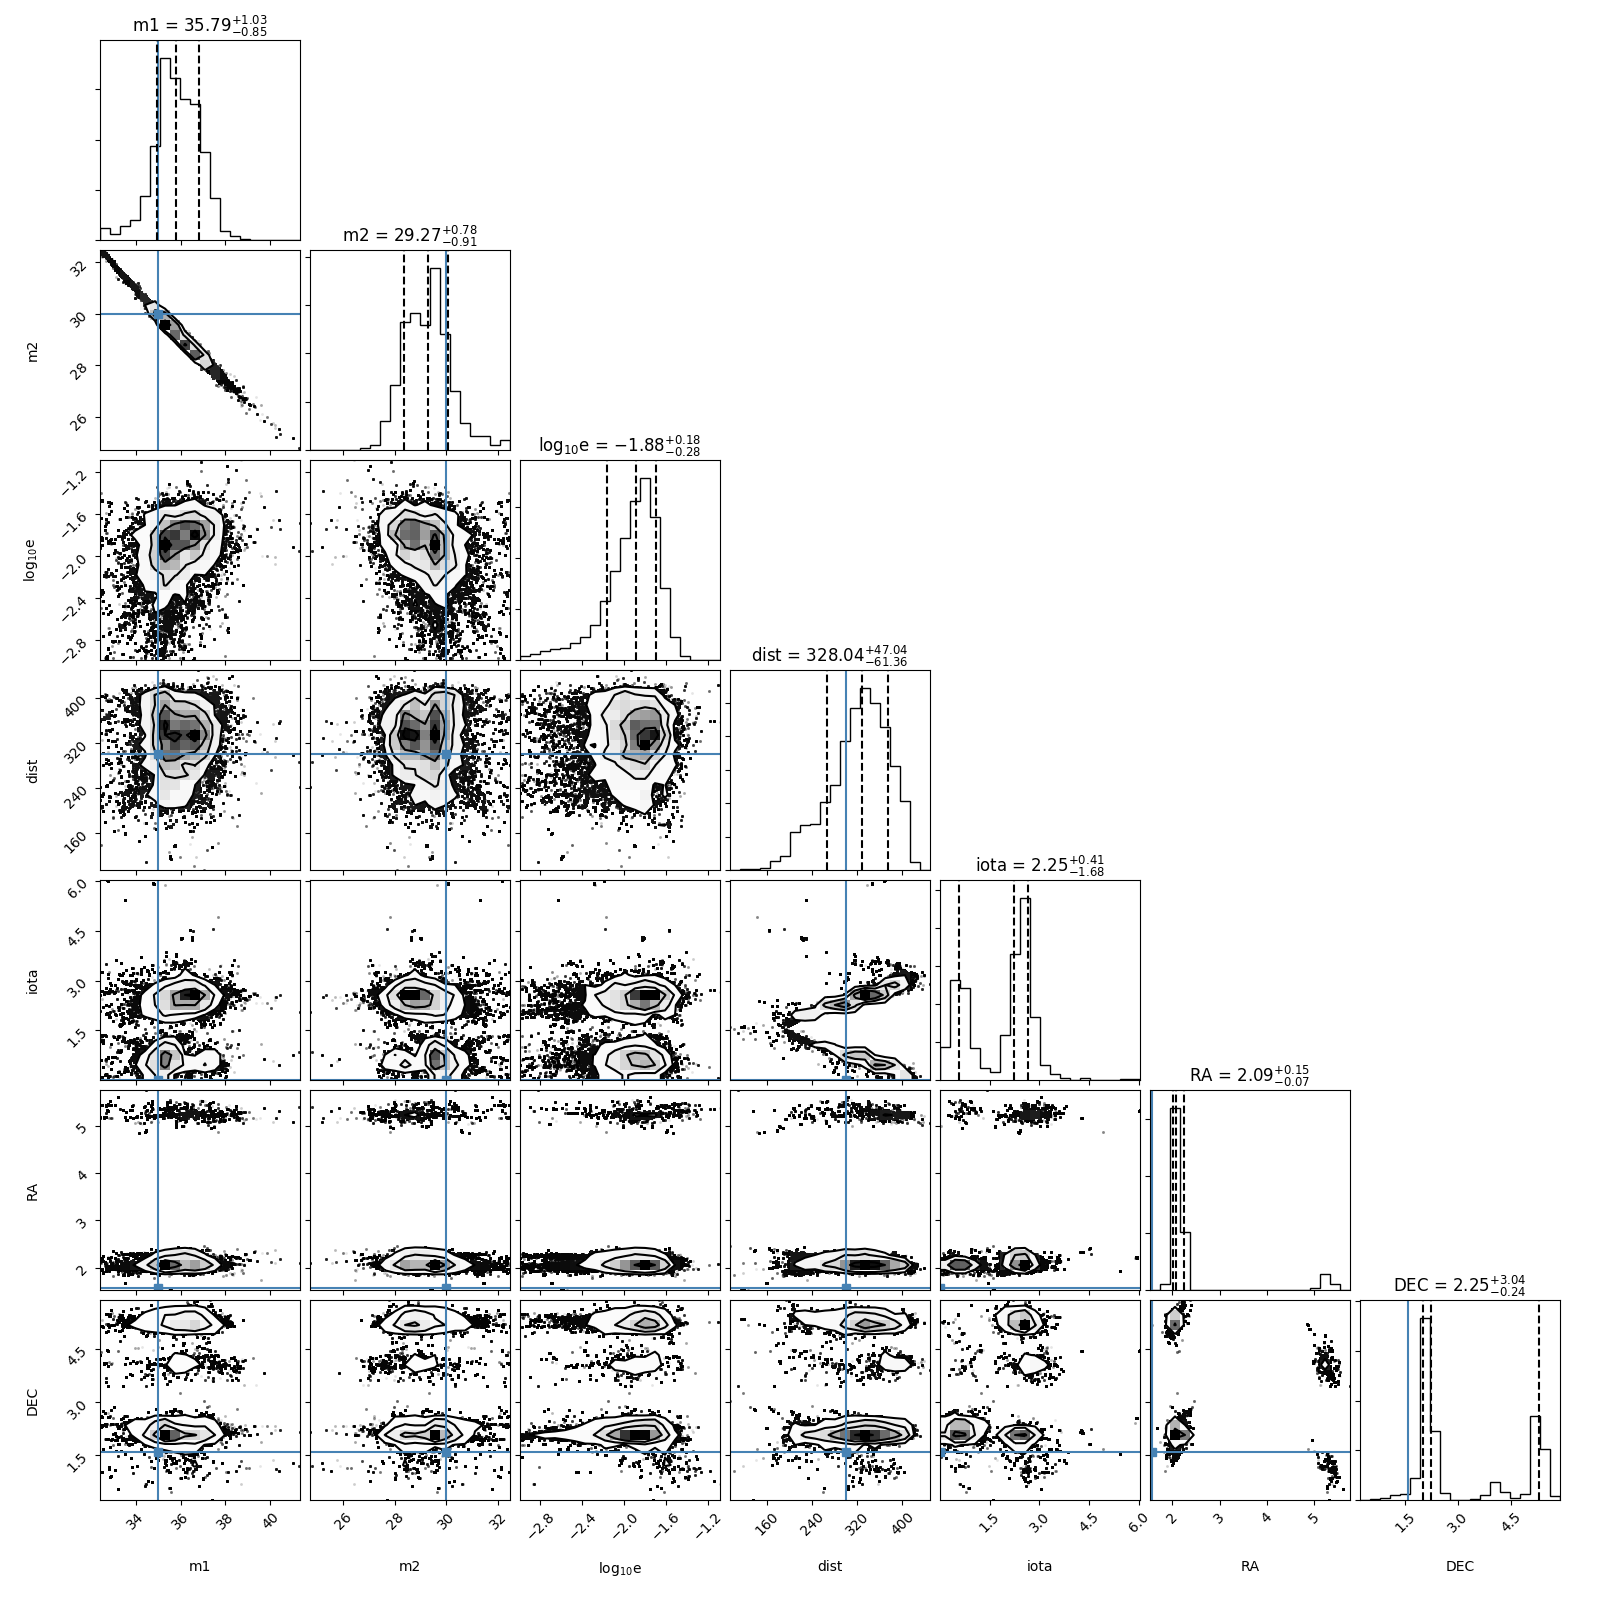 m1 = 35.79 +1.03 −0.85
m2 = 29.27 +0.78 −0.91
log10e = −1.88 +0.18 −0.28
dist = 328.04 +47.04 −61.36
iota = 2.25 +0.41 −1.68
RA = 2.09 +0.15 −0.07
DEC = 2.25 +3.04 −0.24
m2
32
30
28
26
log10e
−1.2
−1.6
−2.0
−2.4
−2.8
dist
400
320
240
160
iota
6.0
4.5
3.0
1.5
RA
5
4
3
2
DEC
4.5
3.0
1.5
34 36 38 40
26 28 30 32
−2.8 −2.4 −2.0 −1.6 −1.2
160 240 320 400
1.5 3.0 4.5 6.0
2 3 4 5
1.5 3.0 4.5
m1 m2 log10e dist iota RA DEC